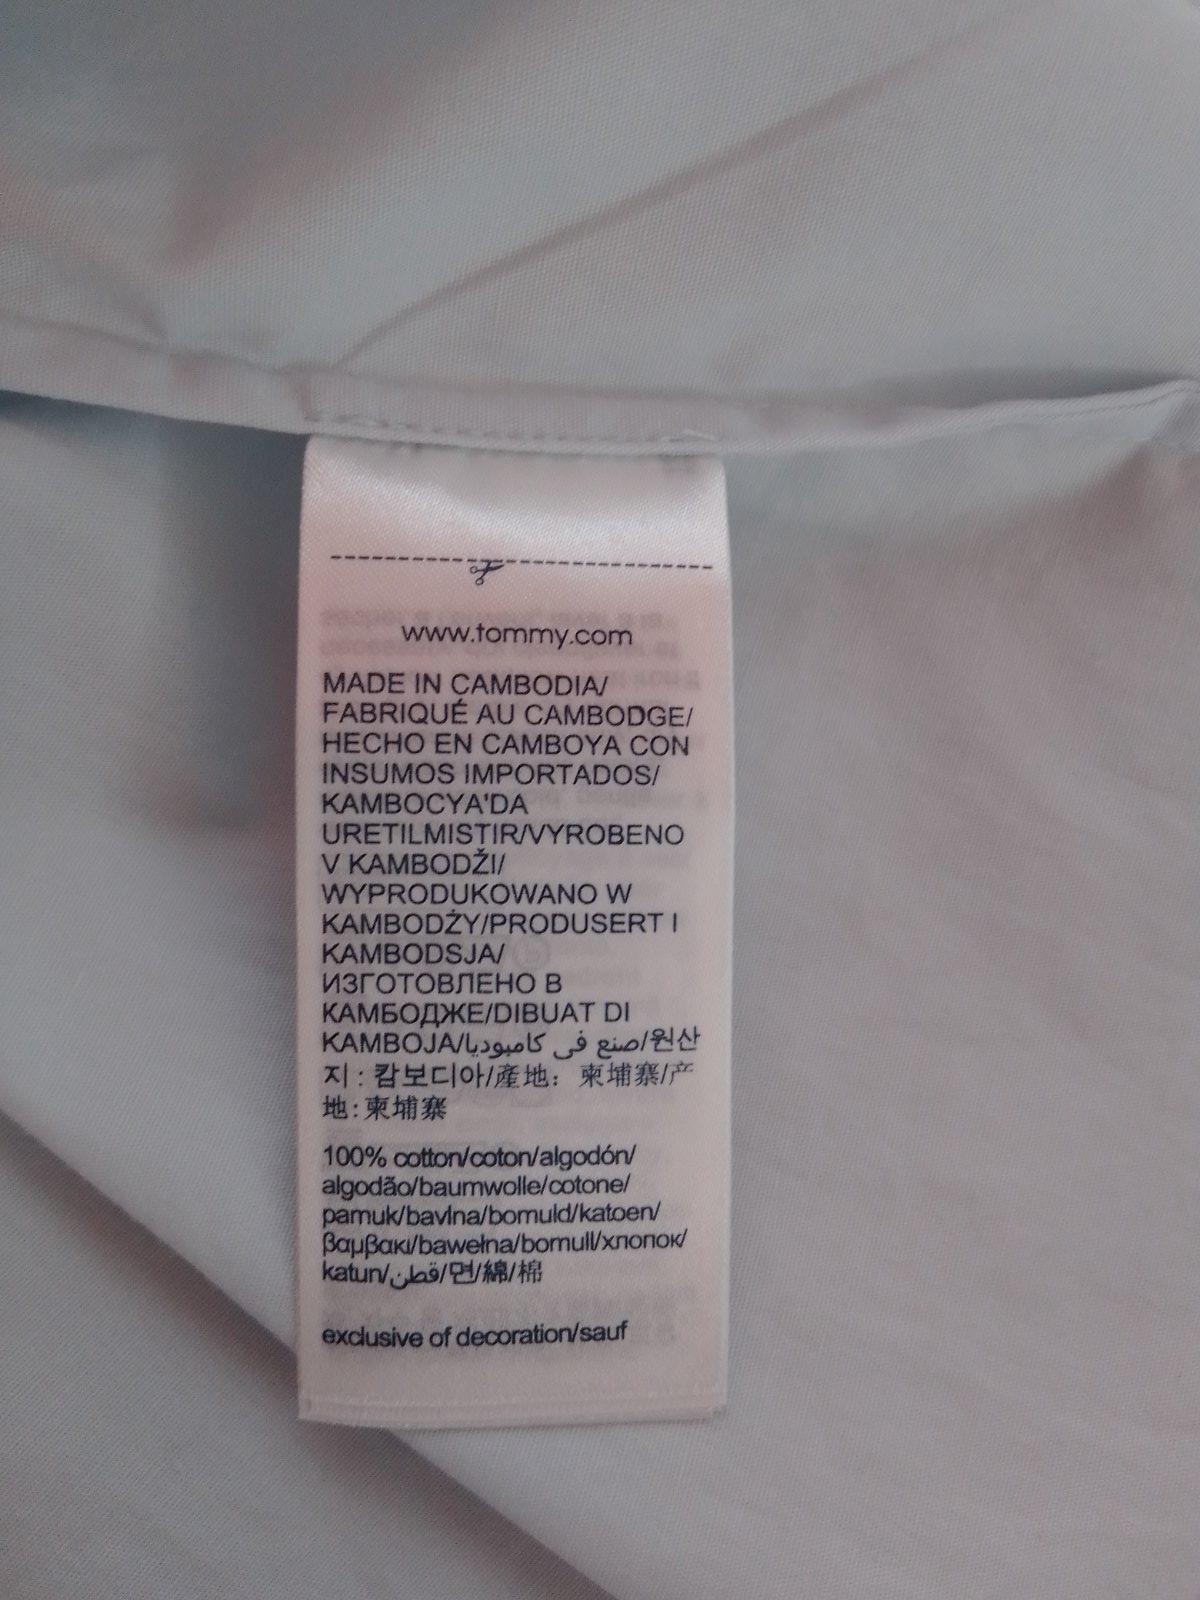 www.tommy.com
MADE IN CAMBODIA/
FABRIQUÉ AU CAMBODGE/
HECHO EN CAMBOYA CON
INSUMOS IMPORTADOS/
KAMBOCYA'DA
URETILMISTIR/VYROBENO
V KAMBODŽI/
WYPRODUKOWANO W
KAMBODŻY/PRODUSERT I
KAMBODSJA/
ИЗГОТОВЛЕНО В
КАМБОДЖЕ/DIBUAT DI
KAMBOJA/صنع في كامبوديا/원산
지 : 캄보디아/產地：柬埔寨/产
地:柬埔寨
100% cotton/coton/algodón/
algodão/baumwolle/cotone/
pamuk/bavlna/bomuld/katoen/
βαμβακι/bawełna/bomull/хлопок/
katun/قطن/면/綿/棉
exclusive of decoration/sauf